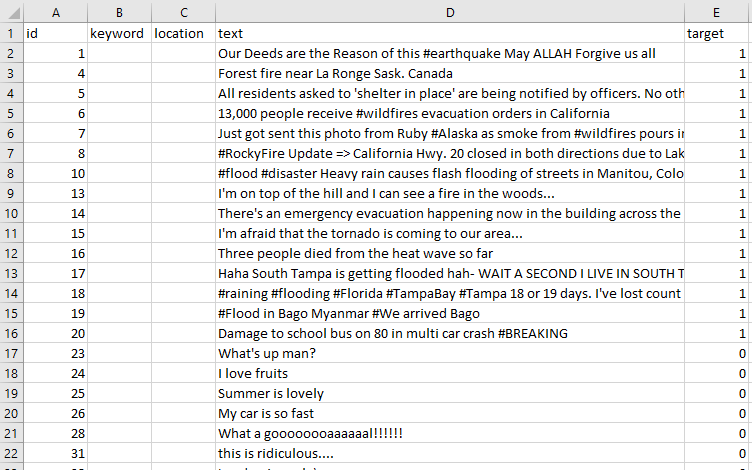 A B C D E
1 id keyword location text target
2 1 Our Deeds are the Reason of this #earthquake May ALLAH Forgive us all 1
3 4 Forest fire near La Ronge Sask. Canada 1
4 5 All residents asked to 'shelter in place' are being notified by officers. No oth 1
5 6 13,000 people receive #wildfires evacuation orders in California 1
6 7 Just got sent this photo from Ruby #Alaska as smoke from #wildfires pours in 1
7 8 #RockyFire Update => California Hwy. 20 closed in both directions due to Lak 1
8 10 #flood #disaster Heavy rain causes flash flooding of streets in Manitou, Colo 1
9 13 I'm on top of the hill and I can see a fire in the woods... 1
10 14 There's an emergency evacuation happening now in the building across the 1
11 15 I'm afraid that the tornado is coming to our area... 1
12 16 Three people died from the heat wave so far 1
13 17 Haha South Tampa is getting flooded hah- WAIT A SECOND I LIVE IN SOUTH T 1
14 18 #raining #flooding #Florida #TampaBay #Tampa 18 or 19 days. I've lost count 1
15 19 #Flood in Bago Myanmar #We arrived Bago 1
16 20 Damage to school bus on 80 in multi car crash #BREAKING 1
17 23 What's up man? 0
18 24 I love fruits 0
19 25 Summer is lovely 0
20 26 My car is so fast 0
21 28 What a goooooooaaaaaal!!!!!! 0
22 31 this is ridiculous.... 0